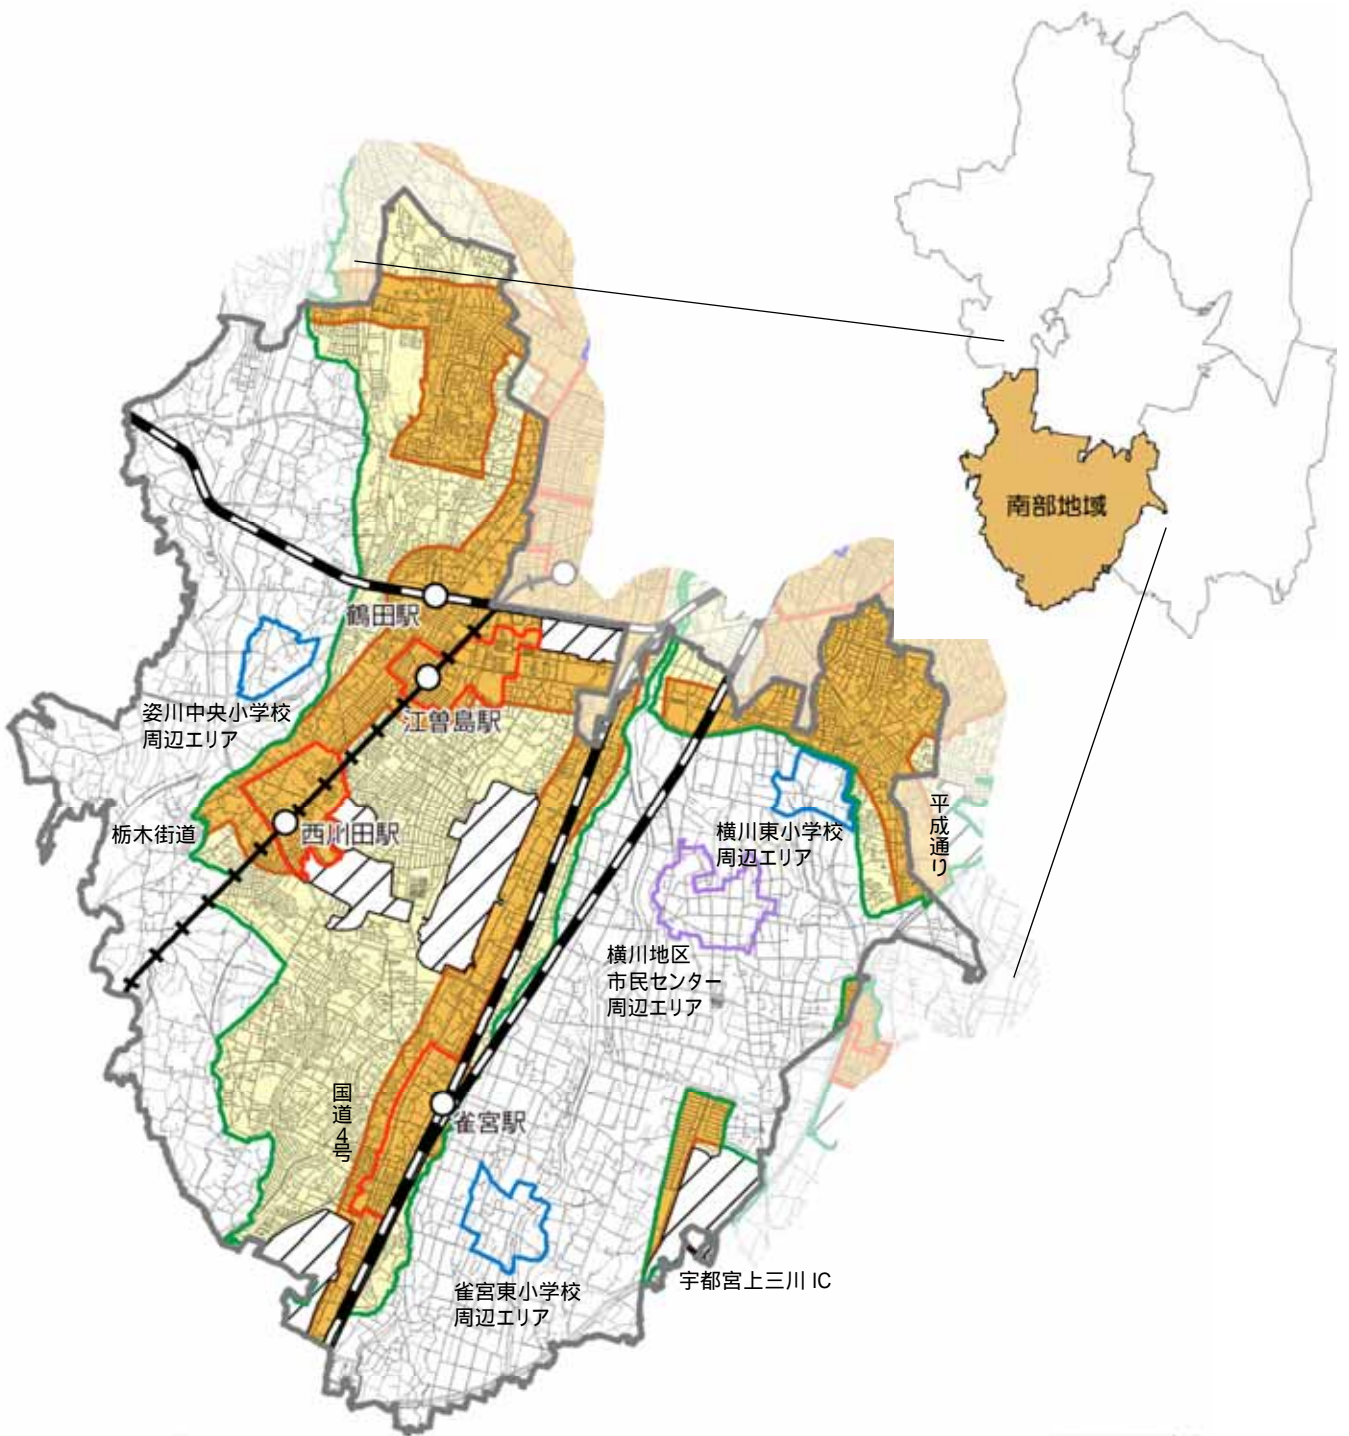 南部地域
鶴田駅
江曽島駅
姿川中央小学校
周辺エリア
栃木街道
西川田駅
平成通り
横川東小学校
周辺エリア
横川地区
市民センター
周辺エリア
国道4号
雀宮駅
雀宮東小学校
周辺エリア
宇都宮上三川 IC